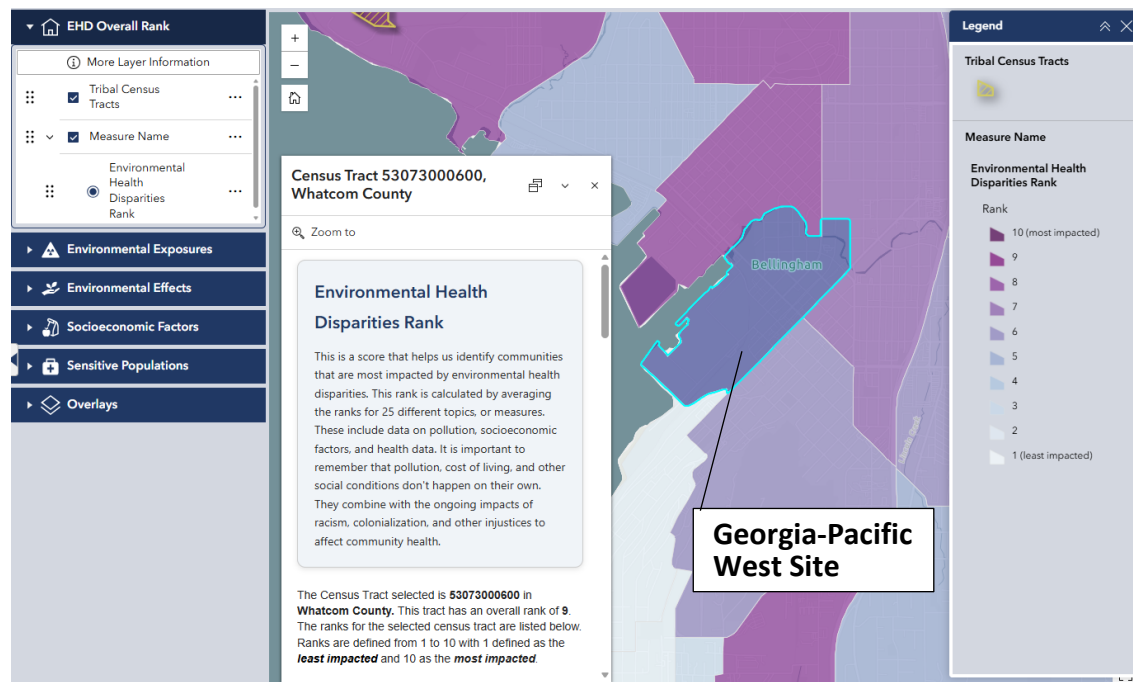 EHD Overall Rank
More Layer Information
Tribal Census
Tracts
Measure Name
Environmental
Health
Disparities
Rank
Environmental Exposures
Environmental Effects
Socioeconomic Factors
Sensitive Populations
Overlays
+
−
Census Tract 53073000600,
Whatcom County
Zoom to
Environmental Health
Disparities Rank
This is a score that helps us identify communities
that are most impacted by environmental health
disparities. This rank is calculated by averaging
the ranks for 25 different topics, or measures.
These include data on pollution, socioeconomic
factors, and health data. It is important to
remember that pollution, cost of living, and other
social conditions don't happen on their own.
They combine with the ongoing impacts of
racism, colonialization, and other injustices to
affect community health.
The Census Tract selected is 53073000600 in
Whatcom County. This tract has an overall rank of 9.
The ranks for the selected census tract are listed below.
Ranks are defined from 1 to 10 with 1 defined as the
least impacted and 10 as the most impacted.
Bellingham
Georgia-Pacific
West Site
Legend
Tribal Census Tracts
Measure Name
Environmental Health
Disparities Rank
Rank
10 (most impacted)
9
8
7
6
5
4
3
2
1 (least impacted)